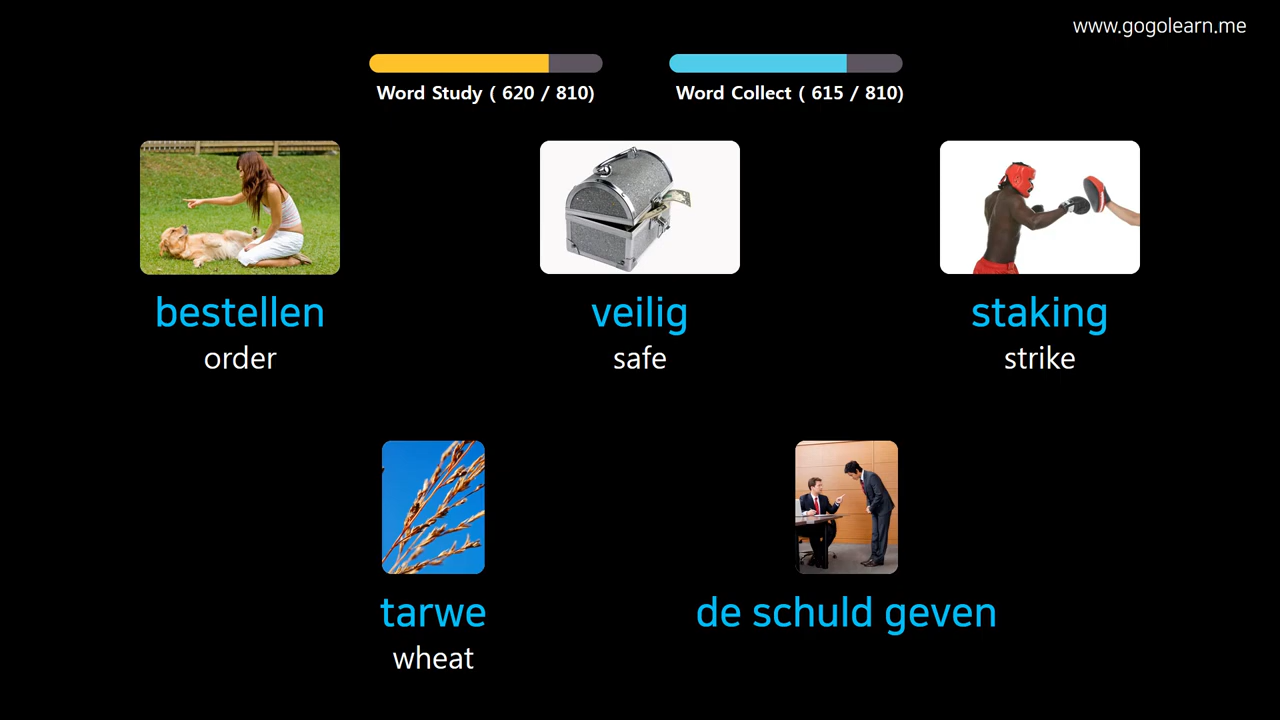 www.gogolearn.me
Word Study ( 620 / 810)
Word Collect ( 615 / 810)
bestellen
order
veilig
safe
staking
strike
tarwe
wheat
de schuld geven